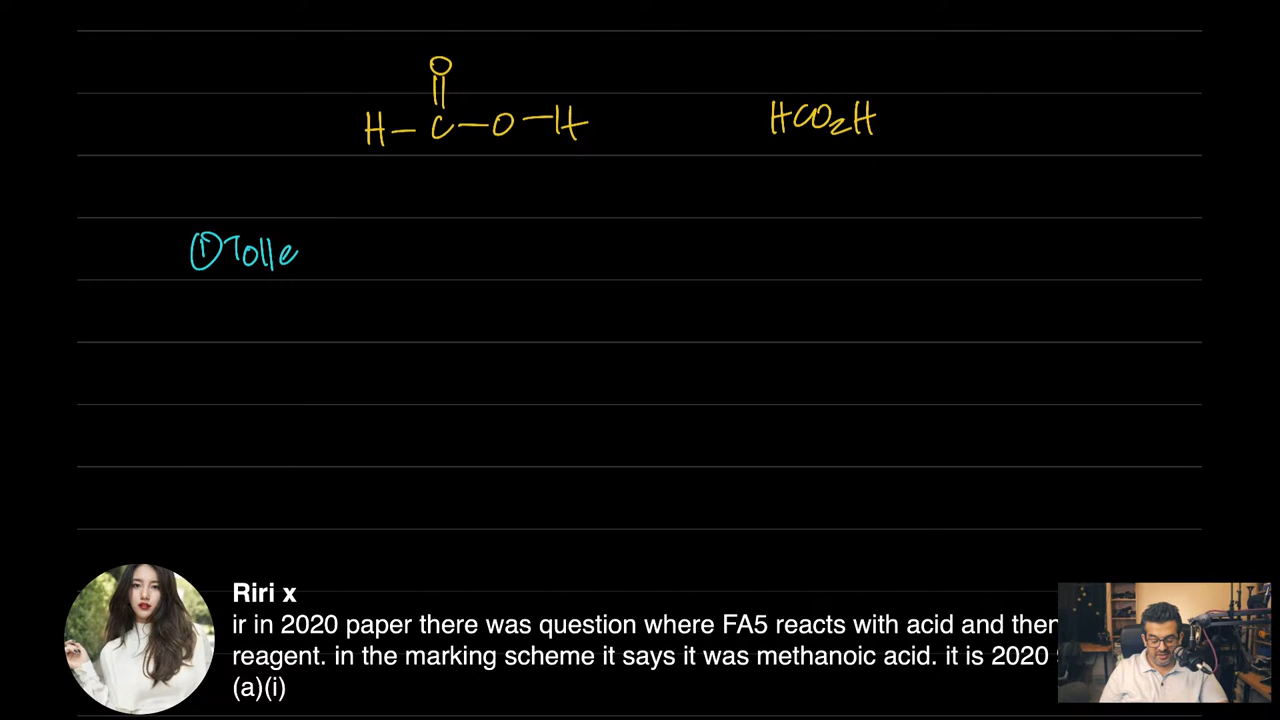 O
||
H-C-O-H HCO2H
① Tolle
Riri x
ir in 2020 paper there was question where FA5 reacts with acid and then
reagent. in the marking scheme it says it was methanoic acid. it is 2020
(a)(i)